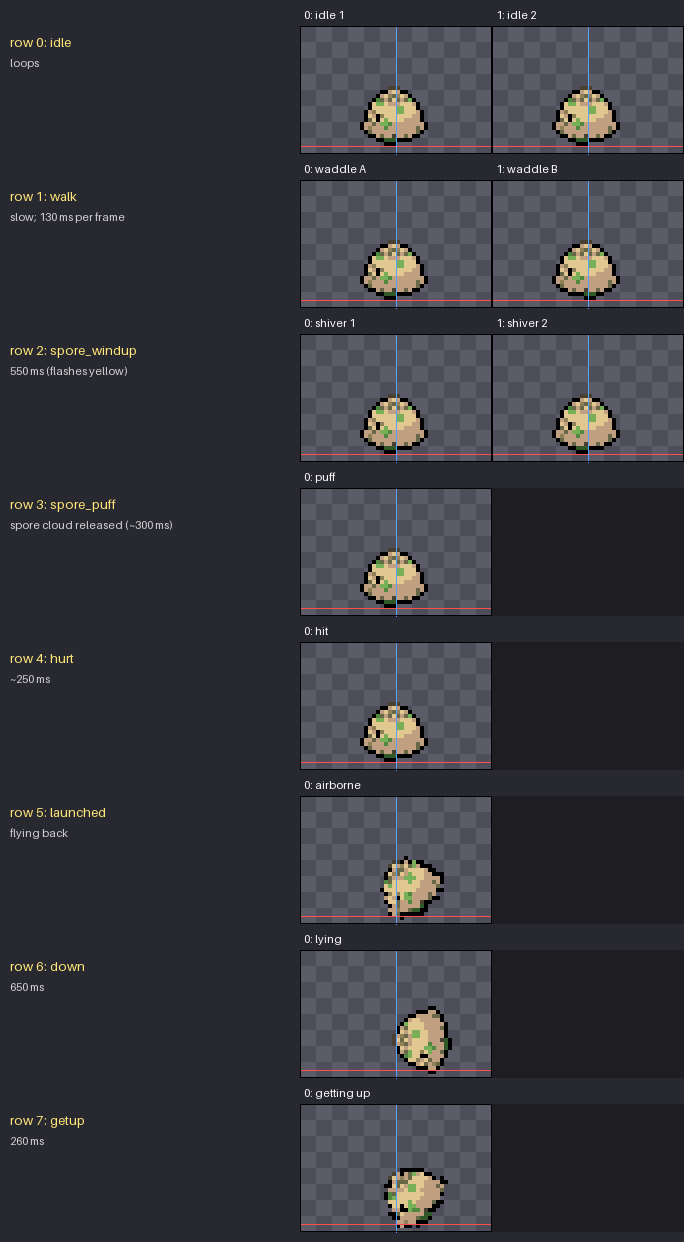 0: idle 1
1: idle 2
row 0: idle
loops
0: waddle A
1: waddle B
row 1: walk
slow; 130 ms per frame
0: shiver 1
1: shiver 2
row 2: spore_windup
550 ms (flashes yellow)
0: puff
row 3: spore_puff
spore cloud released (~300 ms)
0: hit
row 4: hurt
~250 ms
0: airborne
row 5: launched
flying back
0: lying
row 6: down
650 ms
0: getting up
row 7: getup
260 ms